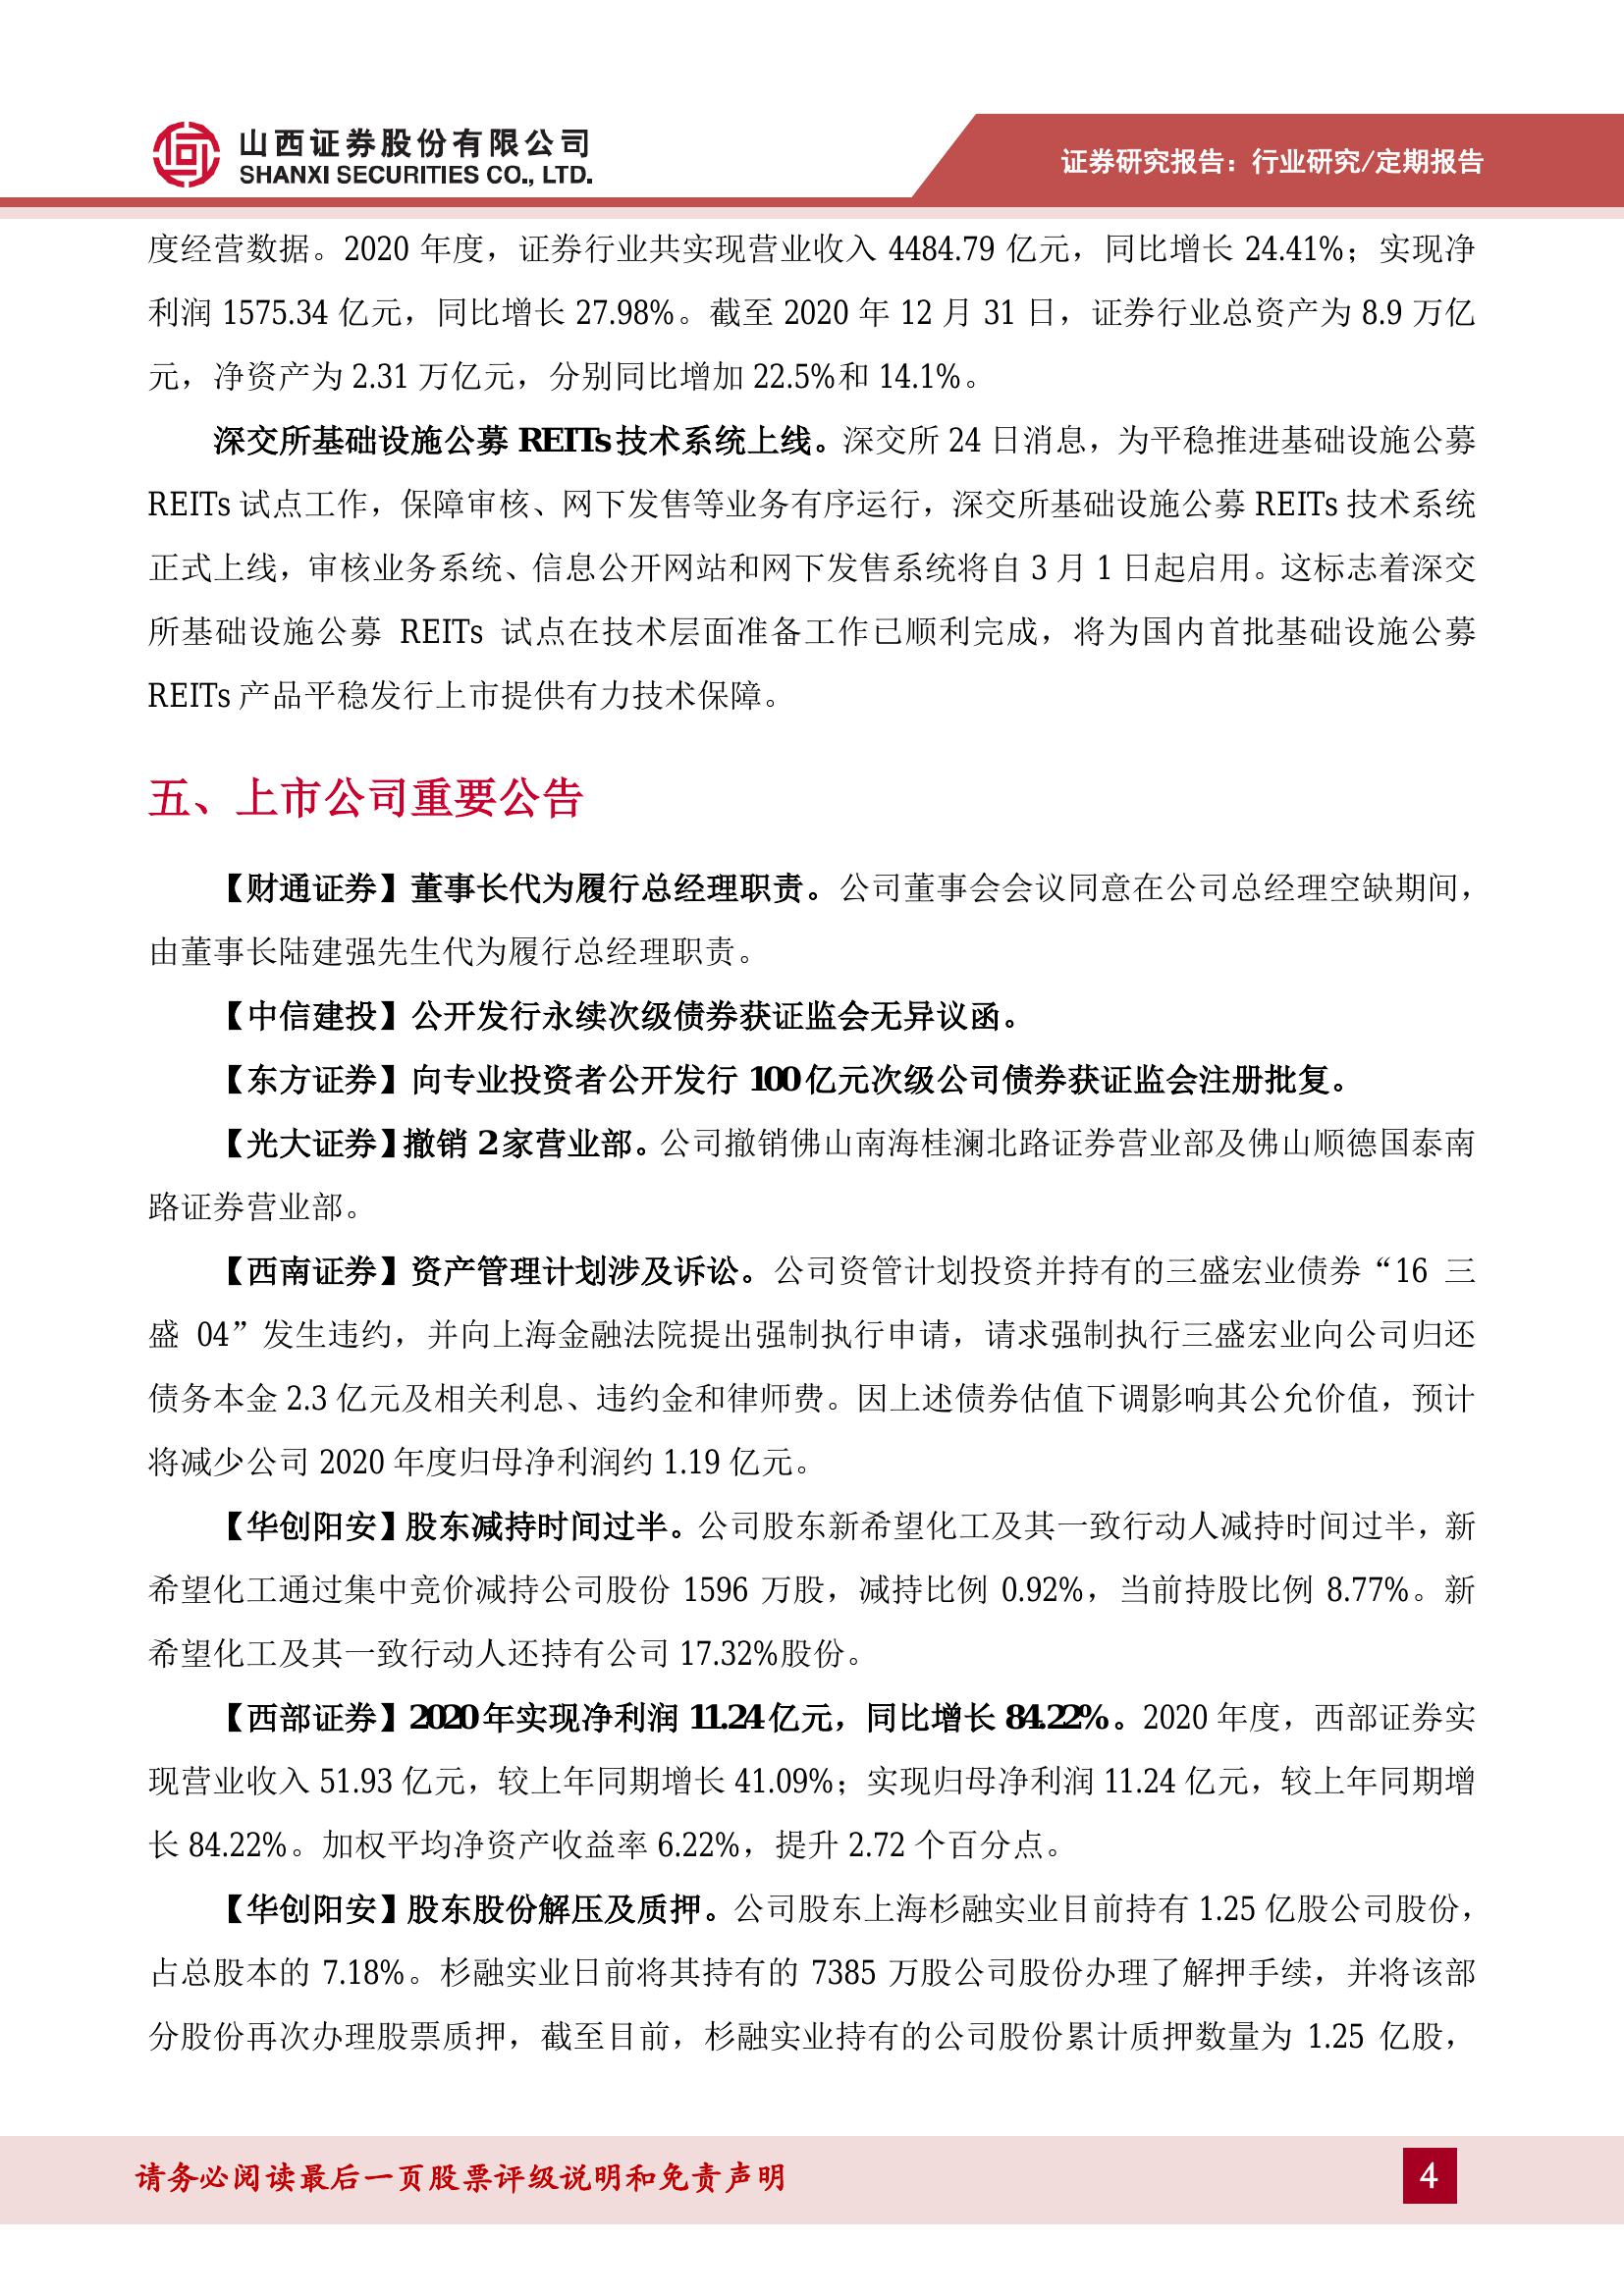 山西证券股份有限公司
SHANXI SECURITIES CO., LTD.
证券研究报告：行业研究/定期报告
度经营数据。2020 年度，证券行业共实现营业收入 4484.79 亿元，同比增长 24.41%；实现净
利润 1575.34 亿元，同比增长 27.98%。截至 2020 年 12 月 31 日，证券行业总资产为 8.9 万亿
元，净资产为 2.31 万亿元，分别同比增加 22.5%和 14.1%。
深交所基础设施公募 REITs 技术系统上线。深交所 24 日消息，为平稳推进基础设施公募
REITs 试点工作，保障审核、网下发售等业务有序运行，深交所基础设施公募 REITs 技术系统
正式上线，审核业务系统、信息公开网站和网下发售系统将自 3 月 1 日起启用。这标志着深交
所基础设施公募 REITs 试点在技术层面准备工作已顺利完成，将为国内首批基础设施公募
REITs 产品平稳发行上市提供有力技术保障。
五、上市公司重要公告
【财通证券】董事长代为履行总经理职责。公司董事会会议同意在公司总经理空缺期间，
由董事长陆建强先生代为履行总经理职责。
【中信建投】公开发行永续次级债券获证监会无异议函。
【东方证券】向专业投资者公开发行 100 亿元次级公司债券获证监会注册批复。
【光大证券】撤销 2 家营业部。公司撤销佛山南海桂澜北路证券营业部及佛山顺德国泰南
路证券营业部。
【西南证券】资产管理计划涉及诉讼。公司资管计划投资并持有的三盛宏业债券“16 三
盛 04”发生违约，并向上海金融法院提出强制执行申请，请求强制执行三盛宏业向公司归还
债务本金 2.3 亿元及相关利息、违约金和律师费。因上述债券估值下调影响其公允价值，预计
将减少公司 2020 年度归母净利润约 1.19 亿元。
【华创阳安】股东减持时间过半。公司股东新希望化工及其一致行动人减持时间过半，新
希望化工通过集中竞价减持公司股份 1596 万股，减持比例 0.92%，当前持股比例 8.77%。新
希望化工及其一致行动人还持有公司 17.32%股份。
【西部证券】2020 年实现净利润 11.24 亿元，同比增长 84.22%。2020 年度，西部证券实
现营业收入 51.93 亿元，较上年同期增长 41.09%；实现归母净利润 11.24 亿元，较上年同期增
长 84.22%。加权平均净资产收益率 6.22%，提升 2.72 个百分点。
【华创阳安】股东股份解压及质押。公司股东上海杉融实业目前持有 1.25 亿股公司股份，
占总股本的 7.18%。杉融实业日前将其持有的 7385 万股公司股份办理了解押手续，并将该部
分股份再次办理股票质押，截至目前，杉融实业持有的公司股份累计质押数量为 1.25 亿股，
请务必阅读最后一页股票评级说明和免责声明
4